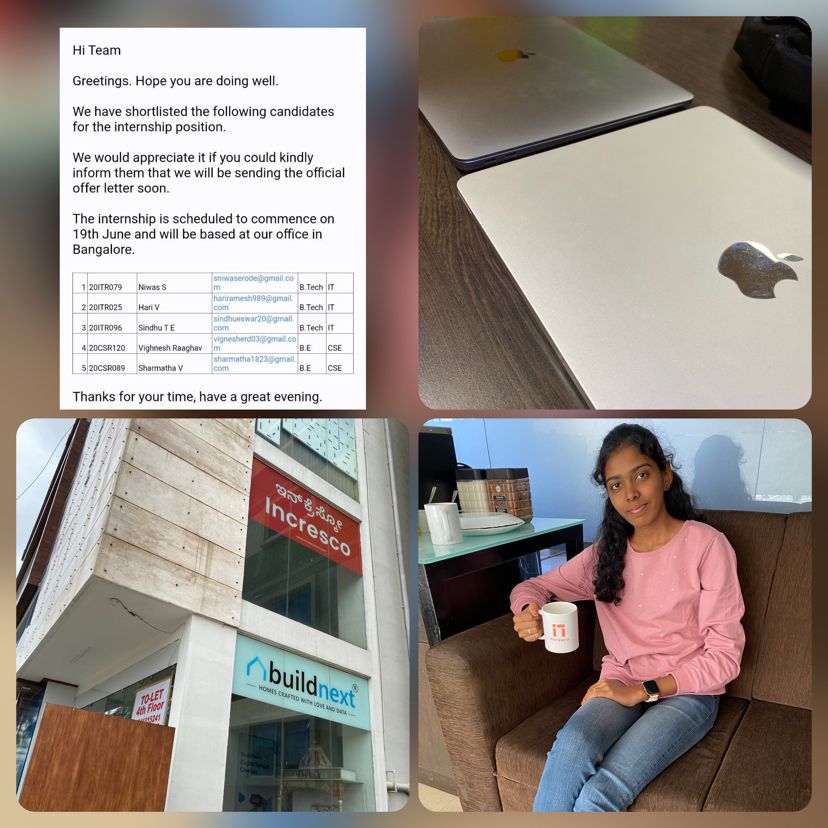 Hi Team
Greetings. Hope you are doing well.
We have shortlisted the following candidates
for the internship position.
We would appreciate it if you could kindly
inform them that we will be sending the official
offer letter soon.
The internship is scheduled to commence on
19th June and will be based at our office in
Bangalore.
1 20ITR079 Niwas S sniwaserode@gmail.co
m B.Tech IT
2 20ITR025 Hari V hariramesh989@gmail.
com B.Tech IT
3 20ITR096 Sindhu T E sindhueswar20@gmail.
com B.Tech IT
4 20CSR120 Vighnesh Raaghav vignesherd03@gmail.co
m B.E CSE
5 20CSR089 Sharmatha V sharmatha1823@gmail.
com B.E CSE
Thanks for your time, have a great evening.
ಇನ್‌ಕ್ರೆಸ್ಕೋ
Incresco
buildnext®
HOMES CRAFTED WITH LOVE AND DATA
TO-LET
4th Floor
Experience